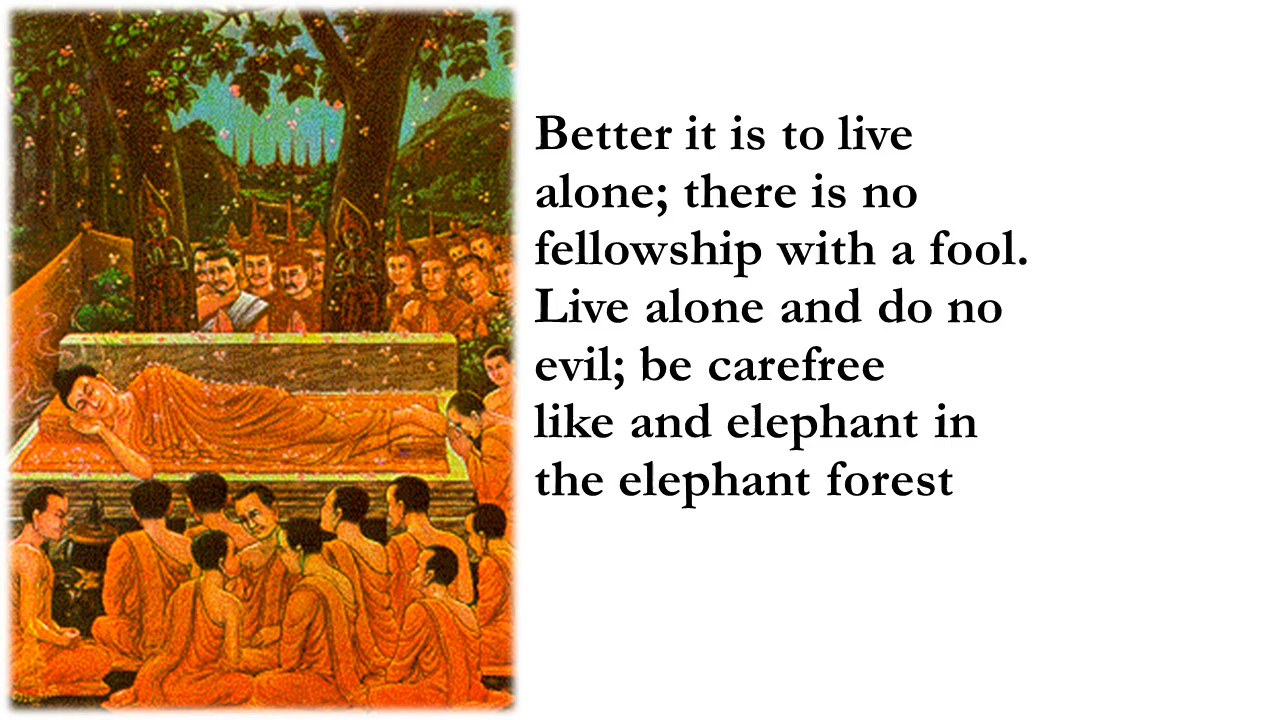 Better it is to live
alone; there is no
fellowship with a fool.
Live alone and do no
evil; be carefree
like and elephant in
the elephant forest